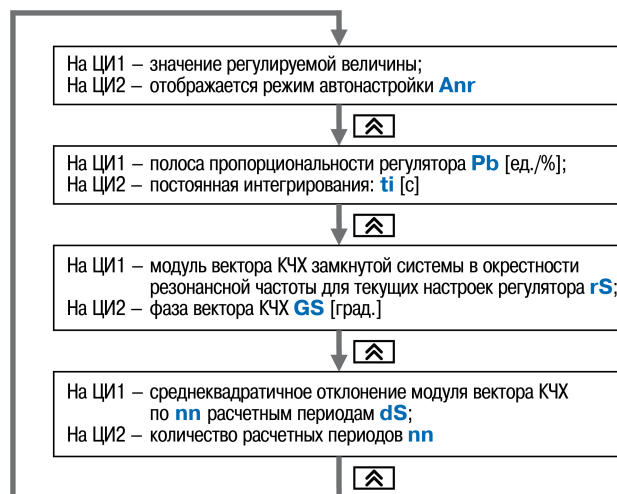 На ЦИ1 – значение регулируемой величины;
На ЦИ2 – отображается режим автонастройки Anr
На ЦИ1 – полоса пропорциональности регулятора Pb [ед./%];
На ЦИ2 – постоянная интегрирования: ti [с]
На ЦИ1 – модуль вектора КЧХ замкнутой системы в окрестности
резонансной частоты для текущих настроек регулятора rS;
На ЦИ2 – фаза вектора КЧХ GS [град.]
На ЦИ1 – среднеквадратичное отклонение модуля вектора КЧХ
по nn расчетным периодам dS;
На ЦИ2 – количество расчетных периодов nn